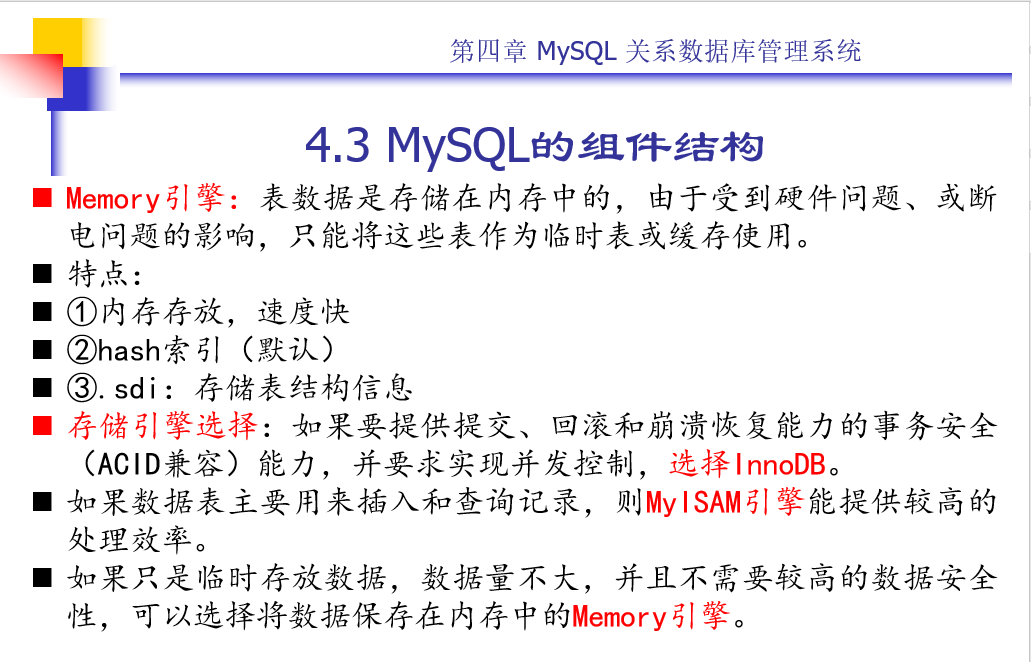 第四章 MySQL 关系数据库管理系统
4.3 MySQL的组件结构
Memory引擎：表数据是存储在内存中的，由于受到硬件问题、或断
电问题的影响，只能将这些表作为临时表或缓存使用。
特点：
①内存存放，速度快
②hash索引（默认）
③.sdi：存储表结构信息
存储引擎选择：如果要提供提交、回滚和崩溃恢复能力的事务安全
（ACID兼容）能力，并要求实现并发控制，选择InnoDB。
如果数据表主要用来插入和查询记录，则MyISAM引擎能提供较高的
处理效率。
如果只是临时存放数据，数据量不大，并且不需要较高的数据安全
性，可以选择将数据保存在内存中的Memory引擎。